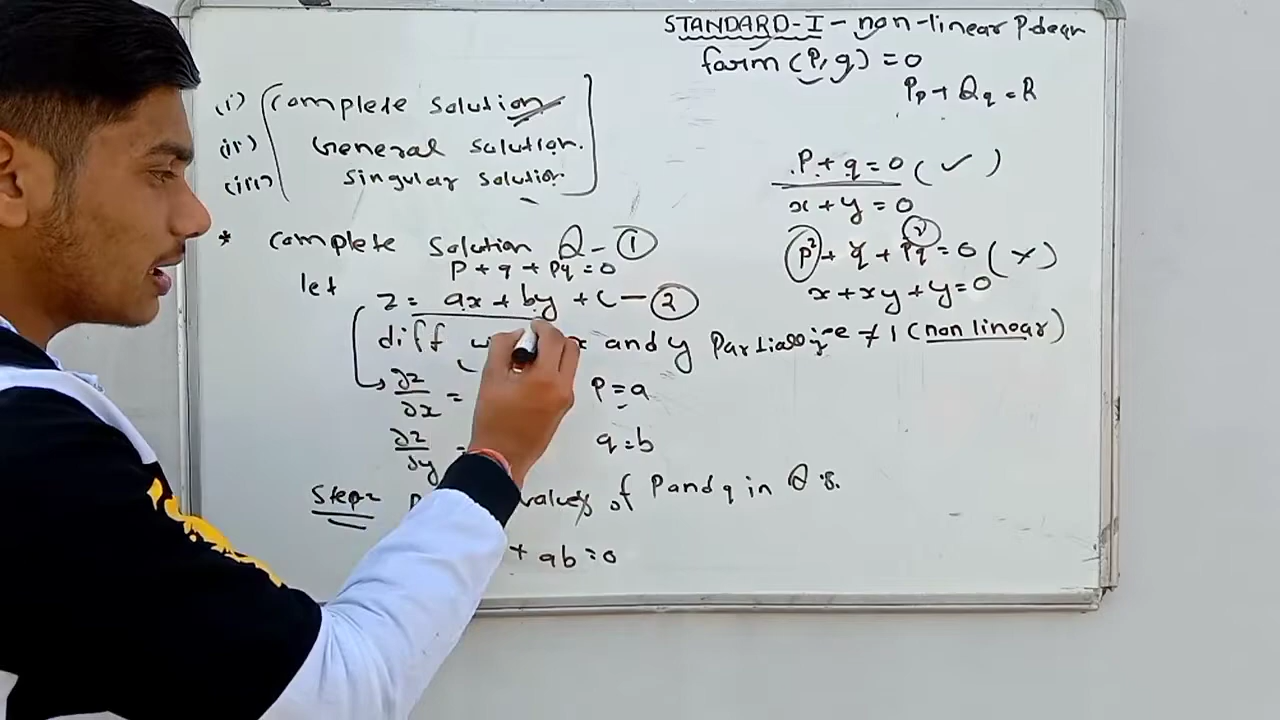 STANDARD-I - non-linear Pdeqn
form (P,q) = 0
Pp + Qq = R
(i) Complete Solution
(ii) General Solution.
(iii) Singular Solution
P + q = 0 (✓)
x + y = 0
p² + q + pq = 0 (×)
2
x + xy + y = 0
* Complete Solution Q - ①
P + q + pq = 0
let
z = ax + by + c - ②
diff x and y Partially
≠ 1 (non linear)
∂z/∂x = P = a
∂z/∂y = q = b
Step- values of P and q in Q
+ ab = 0